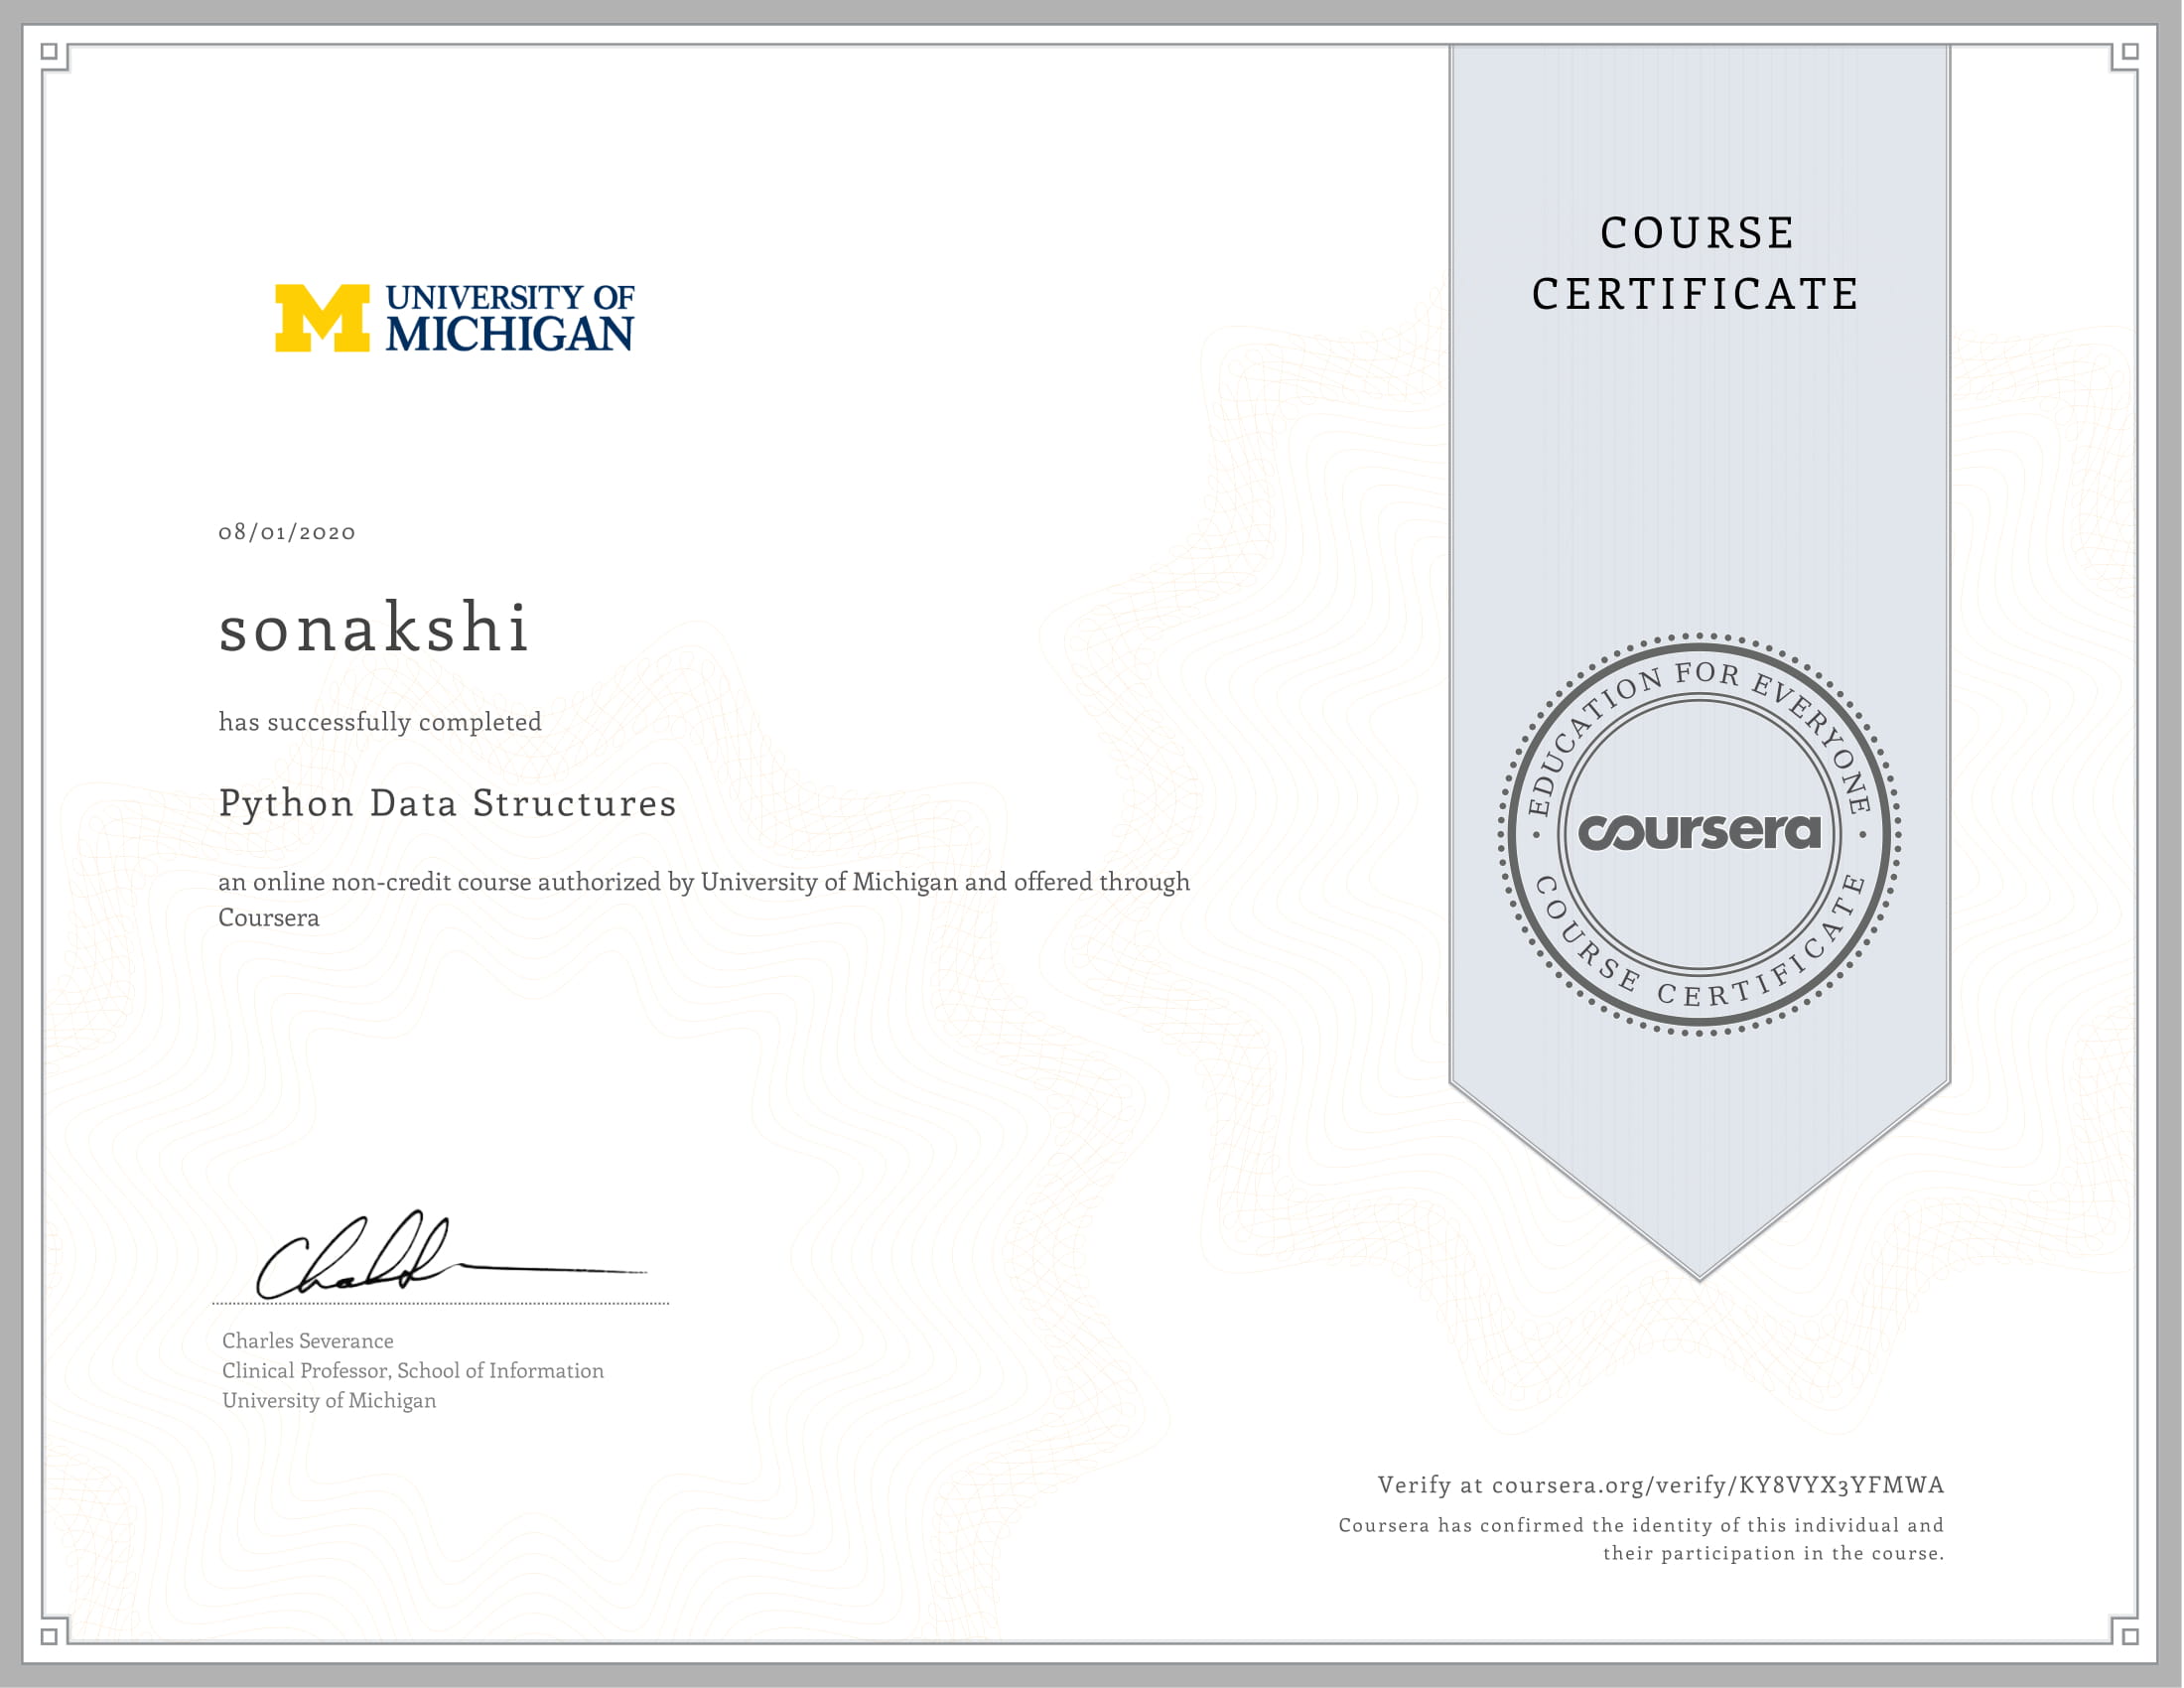 UNIVERSITY OF
MICHIGAN
COURSE
CERTIFICATE
08/01/2020
sonakshi
has successfully completed
Python Data Structures
an online non-credit course authorized by University of Michigan and offered through
Coursera
EDUCATION FOR EVERYONE
coursera
COURSE CERTIFICATE
Charles Severance
Clinical Professor, School of Information
University of Michigan
Verify at coursera.org/verify/KY8VYX3YFMWA
Coursera has confirmed the identity of this individual and
their participation in the course.